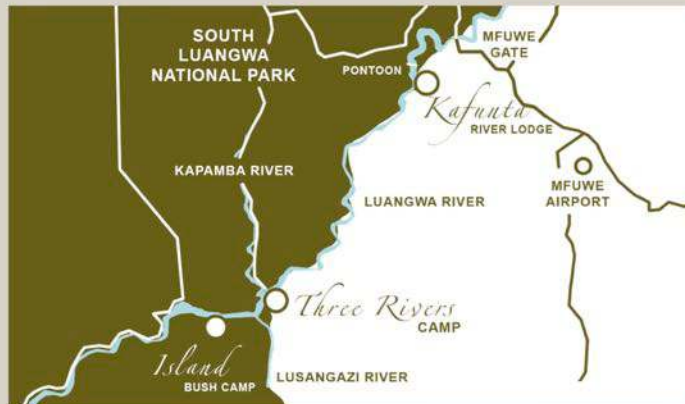 SOUTH
LUANGWA
NATIONAL PARK
MFUWE
GATE
PONTOON
Kafunta
RIVER LODGE
KAPAMBA RIVER
MFUWE
AIRPORT
LUANGWA RIVER
Three Rivers
CAMP
Island
BUSH CAMP
LUSANGAZI RIVER